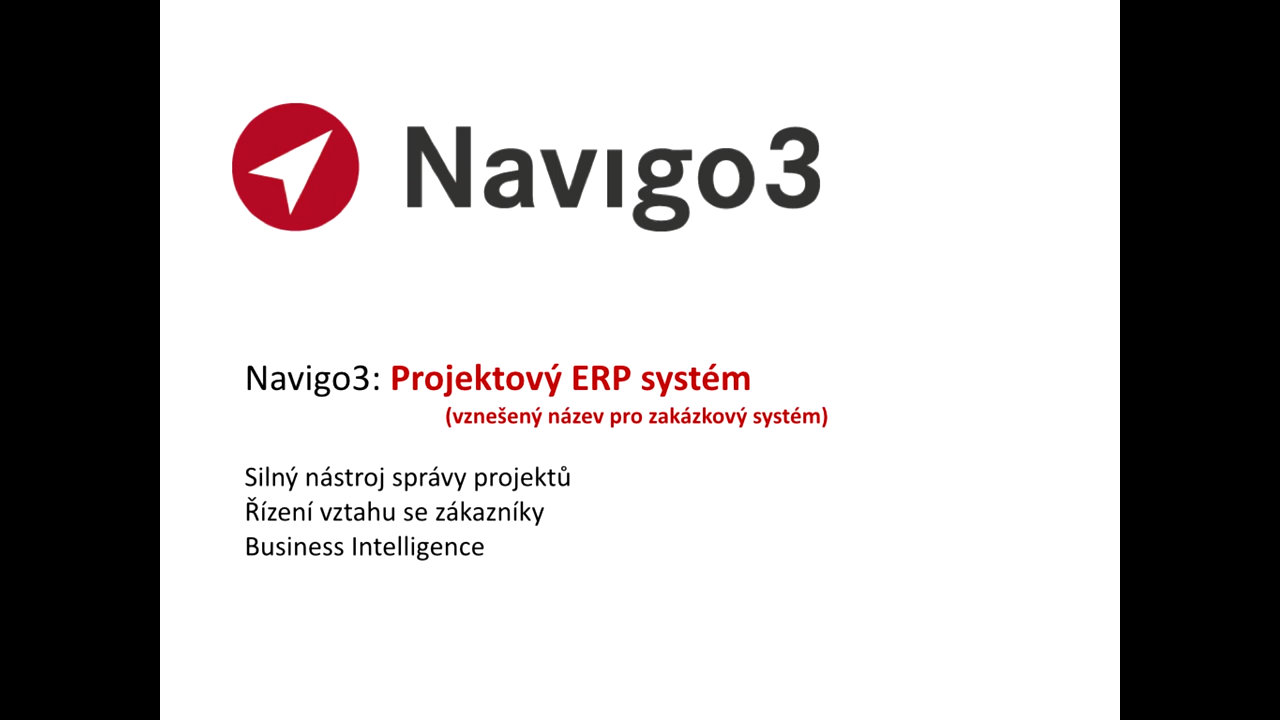 Navigo3
Navigo3: Projektový ERP systém
(vznešený název pro zakázkový systém)
Silný nástroj správy projektů
Řízení vztahu se zákazníky
Business Intelligence